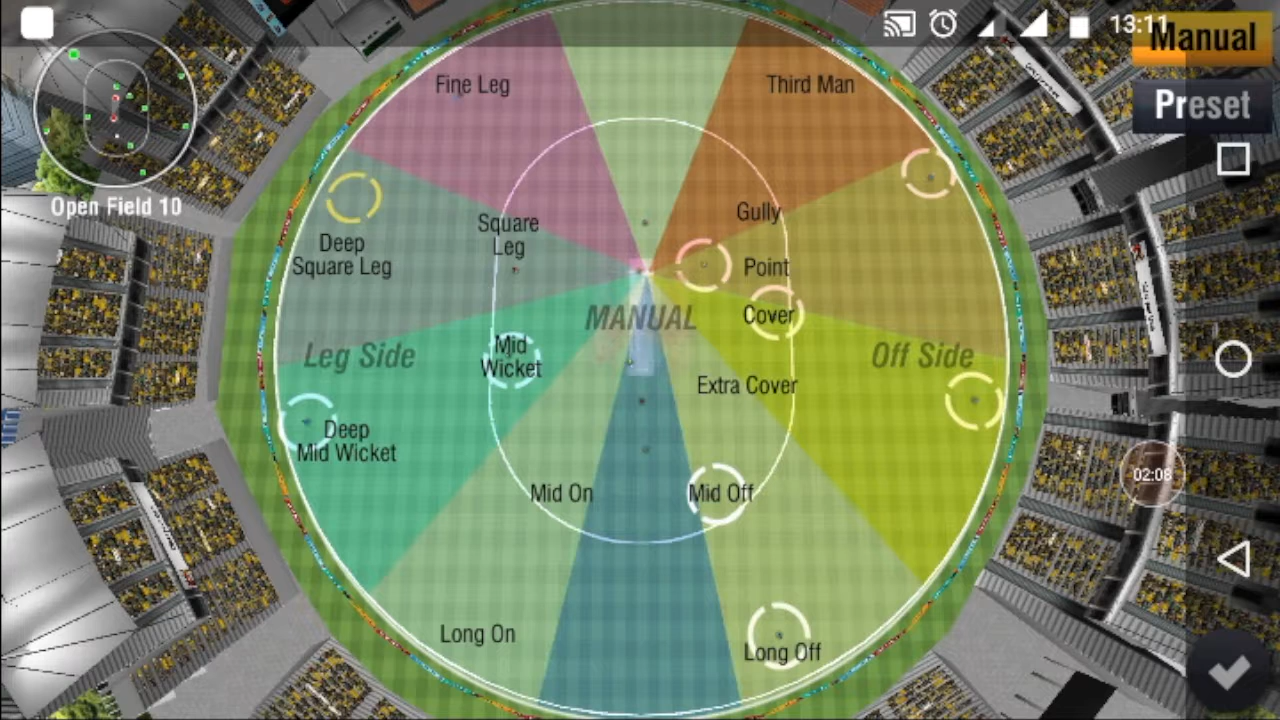 13:11
Manual
Preset
Open Field 10
Fine Leg
Third Man
Gully
Square
Leg
Deep
Square Leg
Point
Cover
MANUAL
Mid
Wicket
Leg Side
Off Side
Extra Cover
Deep
Mid Wicket
02:08
Mid On
Mid Off
Long On
Long Off